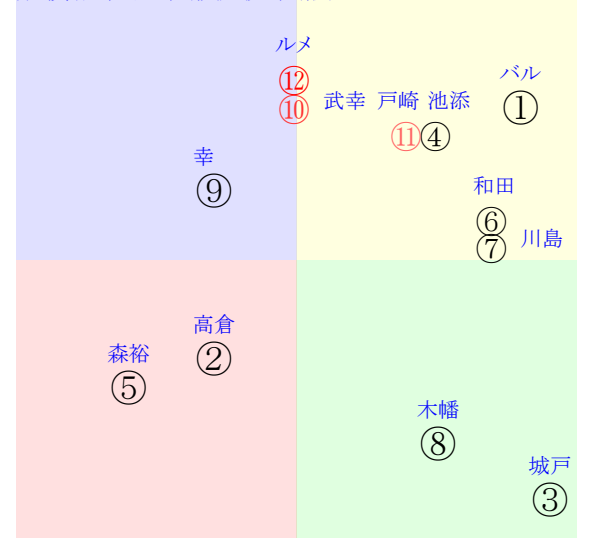 ルメ
⑫
⑩
武幸 戸崎 池添
バル
①
⑪④
幸
⑨
和田
⑥
⑦
川島
高倉
②
森裕
⑤
木幡
⑧
城戸
③